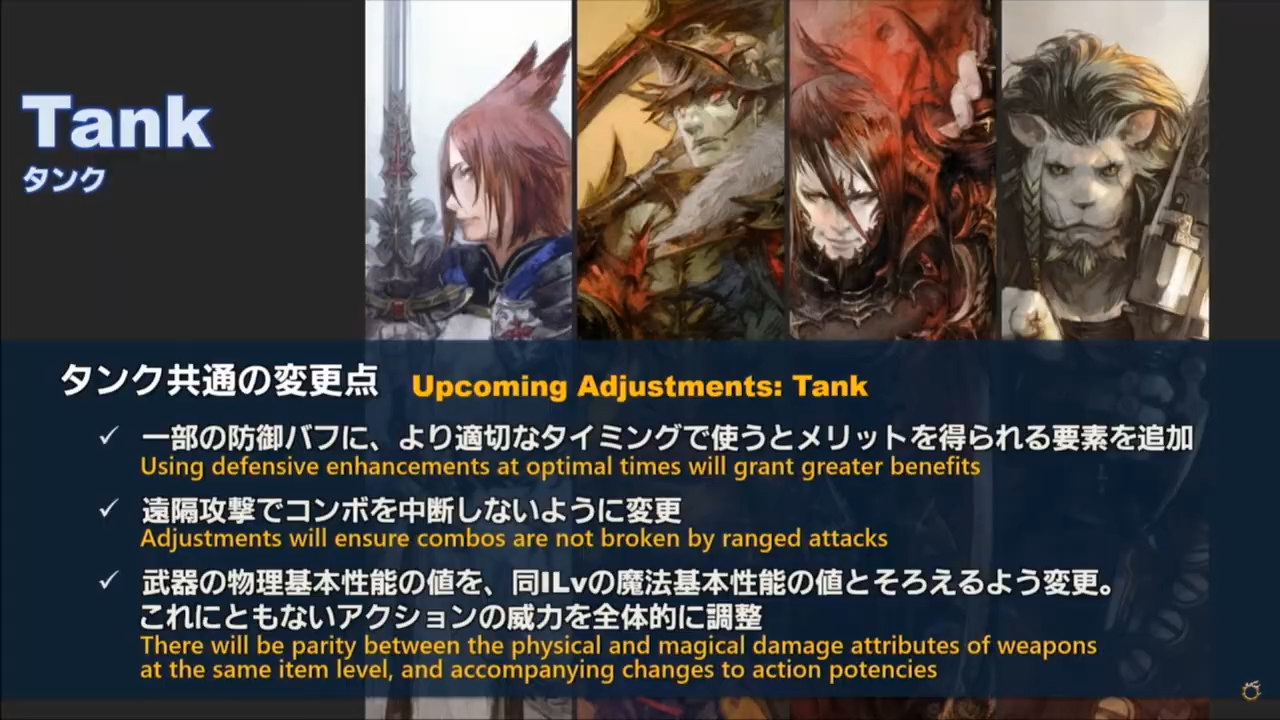 Tank
タンク
タンク共通の変更点 Upcoming Adjustments: Tank
✓ 一部の防御バフに、より適切なタイミングで使うとメリットを得られる要素を追加
Using defensive enhancements at optimal times will grant greater benefits
✓ 遠隔攻撃でコンボを中断しないように変更
Adjustments will ensure combos are not broken by ranged attacks
✓ 武器の物理基本性能の値を、同ILvの魔法基本性能の値とそろえるよう変更。
これにともないアクションの威力を全体的に調整
There will be parity between the physical and magical damage attributes of weapons
at the same item level, and accompanying changes to action potencies